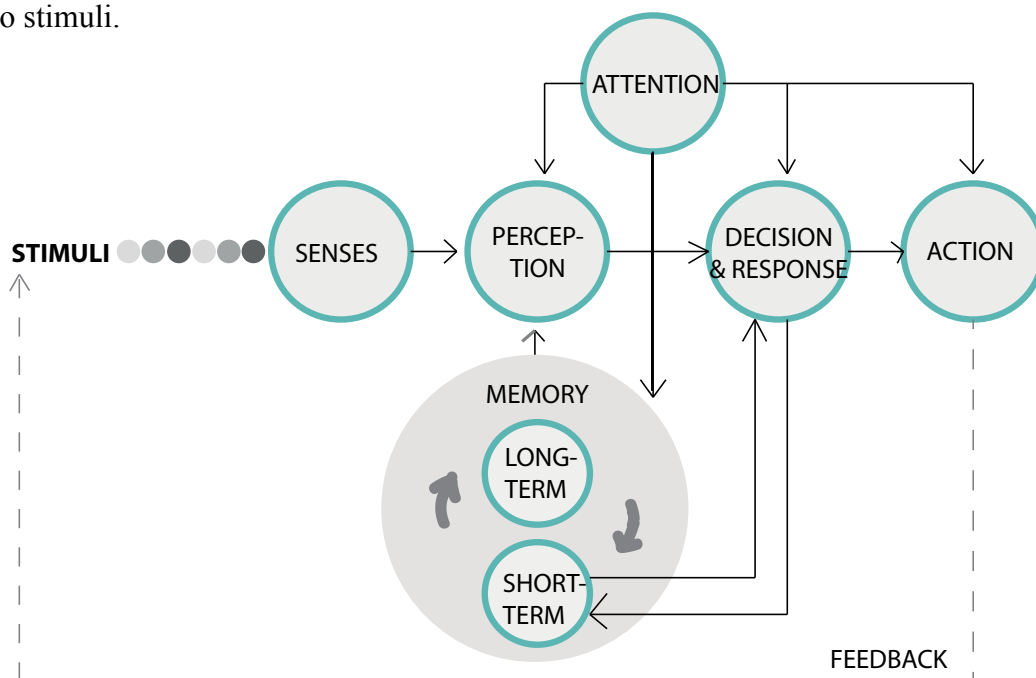 o stimuli.
ATTENTION
STIMULI
SENSES
PERCEP-
TION
DECISION
& RESPONSE
ACTION
MEMORY
LONG-
TERM
SHORT-
TERM
FEEDBACK